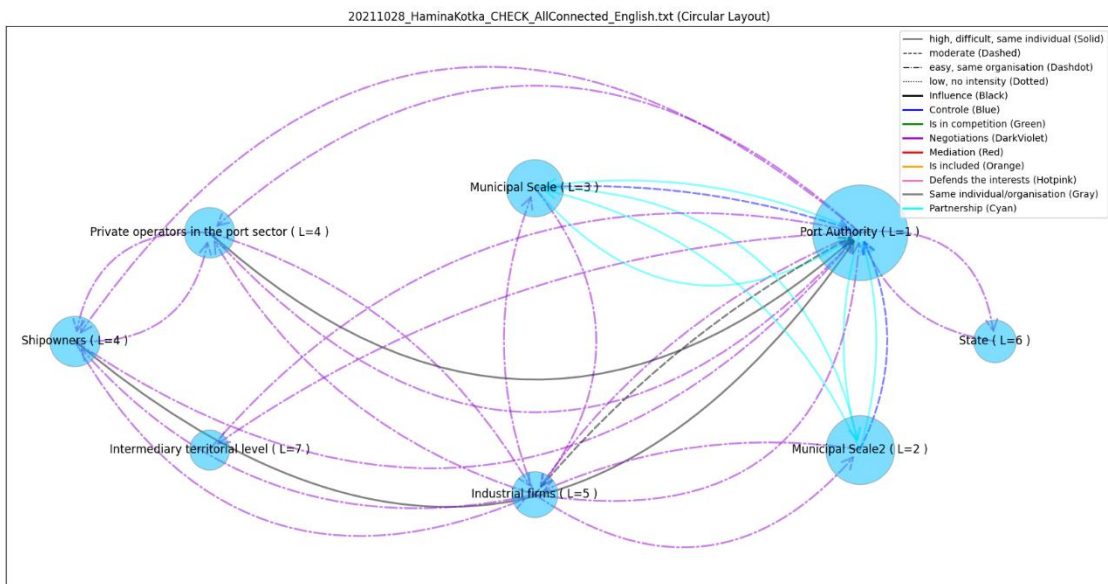 20211028_HaminaKotka_CHECK_AllConnected_English.txt (Circular Layout)
high, difficult, same individual (Solid)
moderate (Dashed)
easy, same organisation (Dashdot)
low, no intensity (Dotted)
Influence (Black)
Controle (Blue)
Is in competition (Green)
Negotiations (DarkViolet)
Mediation (Red)
Is included (Orange)
Defends the interests (Hotpink)
Same individual/organisation (Gray)
Partnership (Cyan)
Municipal Scale ( L=3 )
Private operators in the port sector ( L=4 )
Port Authority ( L=1 )
Shipowners ( L=4 )
State ( L=6 )
Intermediary territorial level ( L=7 )
Municipal Scale2 ( L=2 )
Industrial firms ( L=5 )